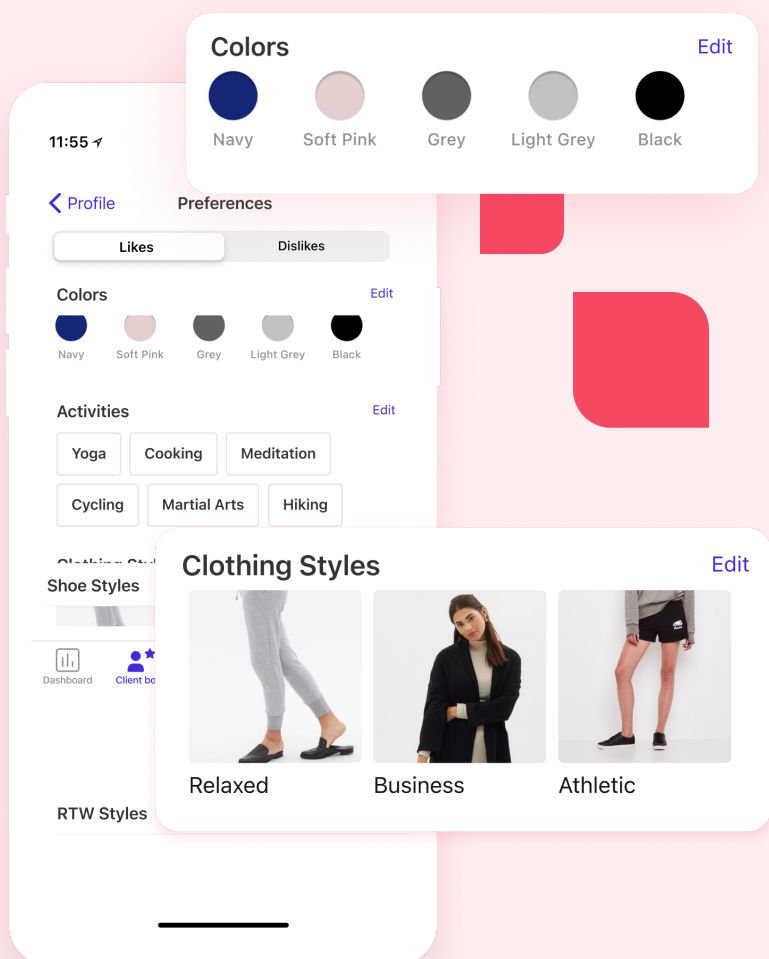 Colors Edit
Navy Soft Pink Grey Light Grey Black
11:55
Profile Preferences
Likes Dislikes
Colors Edit
Navy Soft Pink Grey Light Grey Black
Activities Edit
Yoga Cooking Meditation
Cycling Martial Arts Hiking
Shoe Styles
Dashboard Client bo
Clothing Styles Edit
Relaxed Business Athletic
RTW Styles